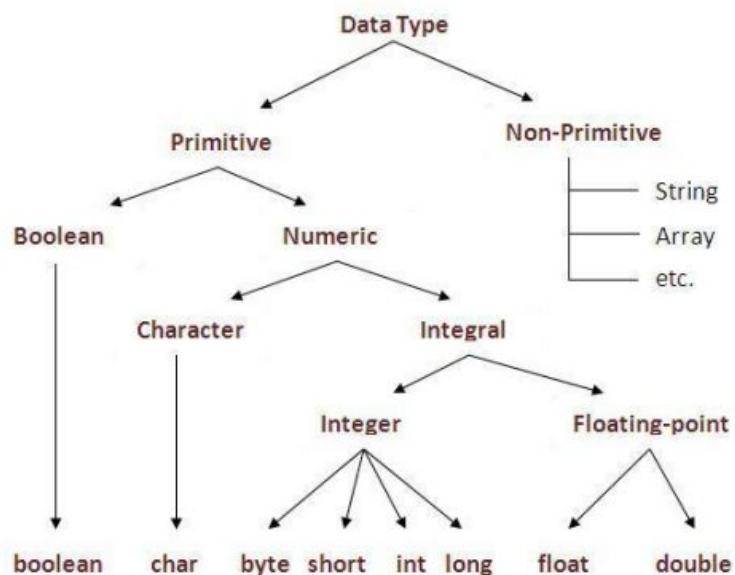 Data Type
Primitive
Non-Primitive
String
Boolean
Numeric
Array
etc.
Character
Integral
Integer
Floating-point
boolean
char
byte
short
int
long
float
double